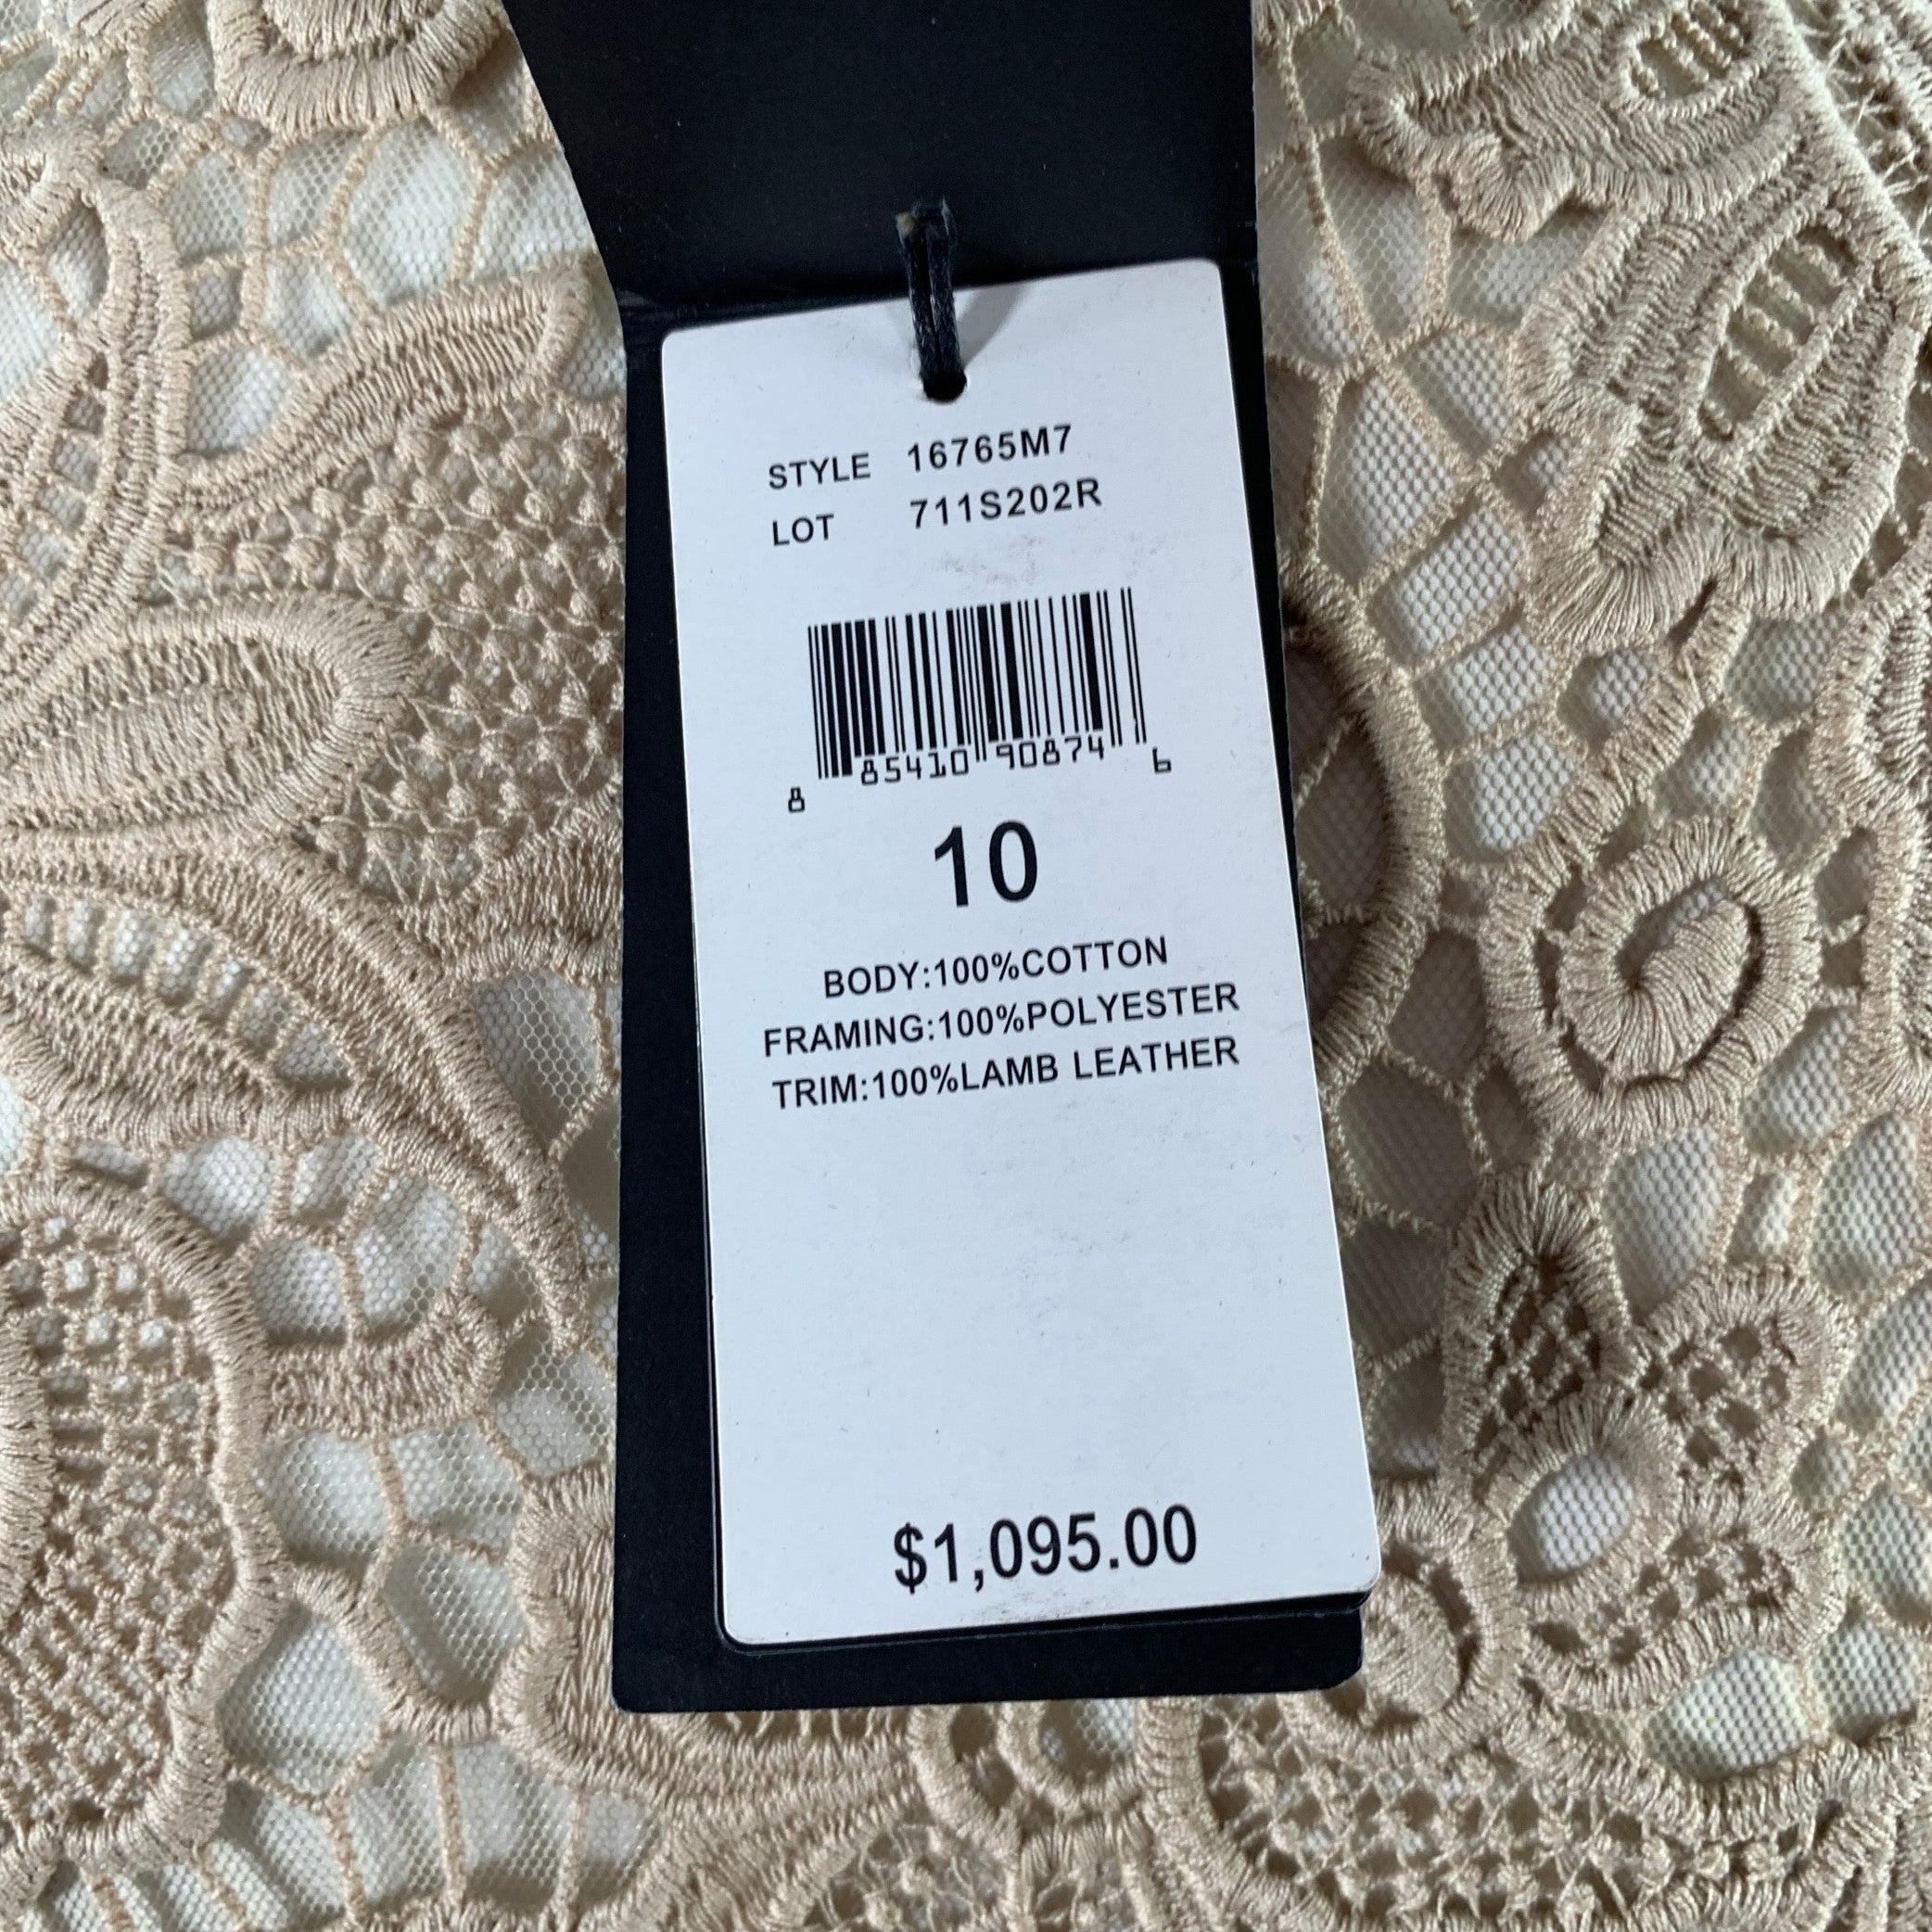 STYLE 16765M7
LOT 711S202R
8 85410 90874 6
10
BODY:100%COTTON
FRAMING:100%POLYESTER
TRIM:100%LAMB LEATHER
$1,095.00